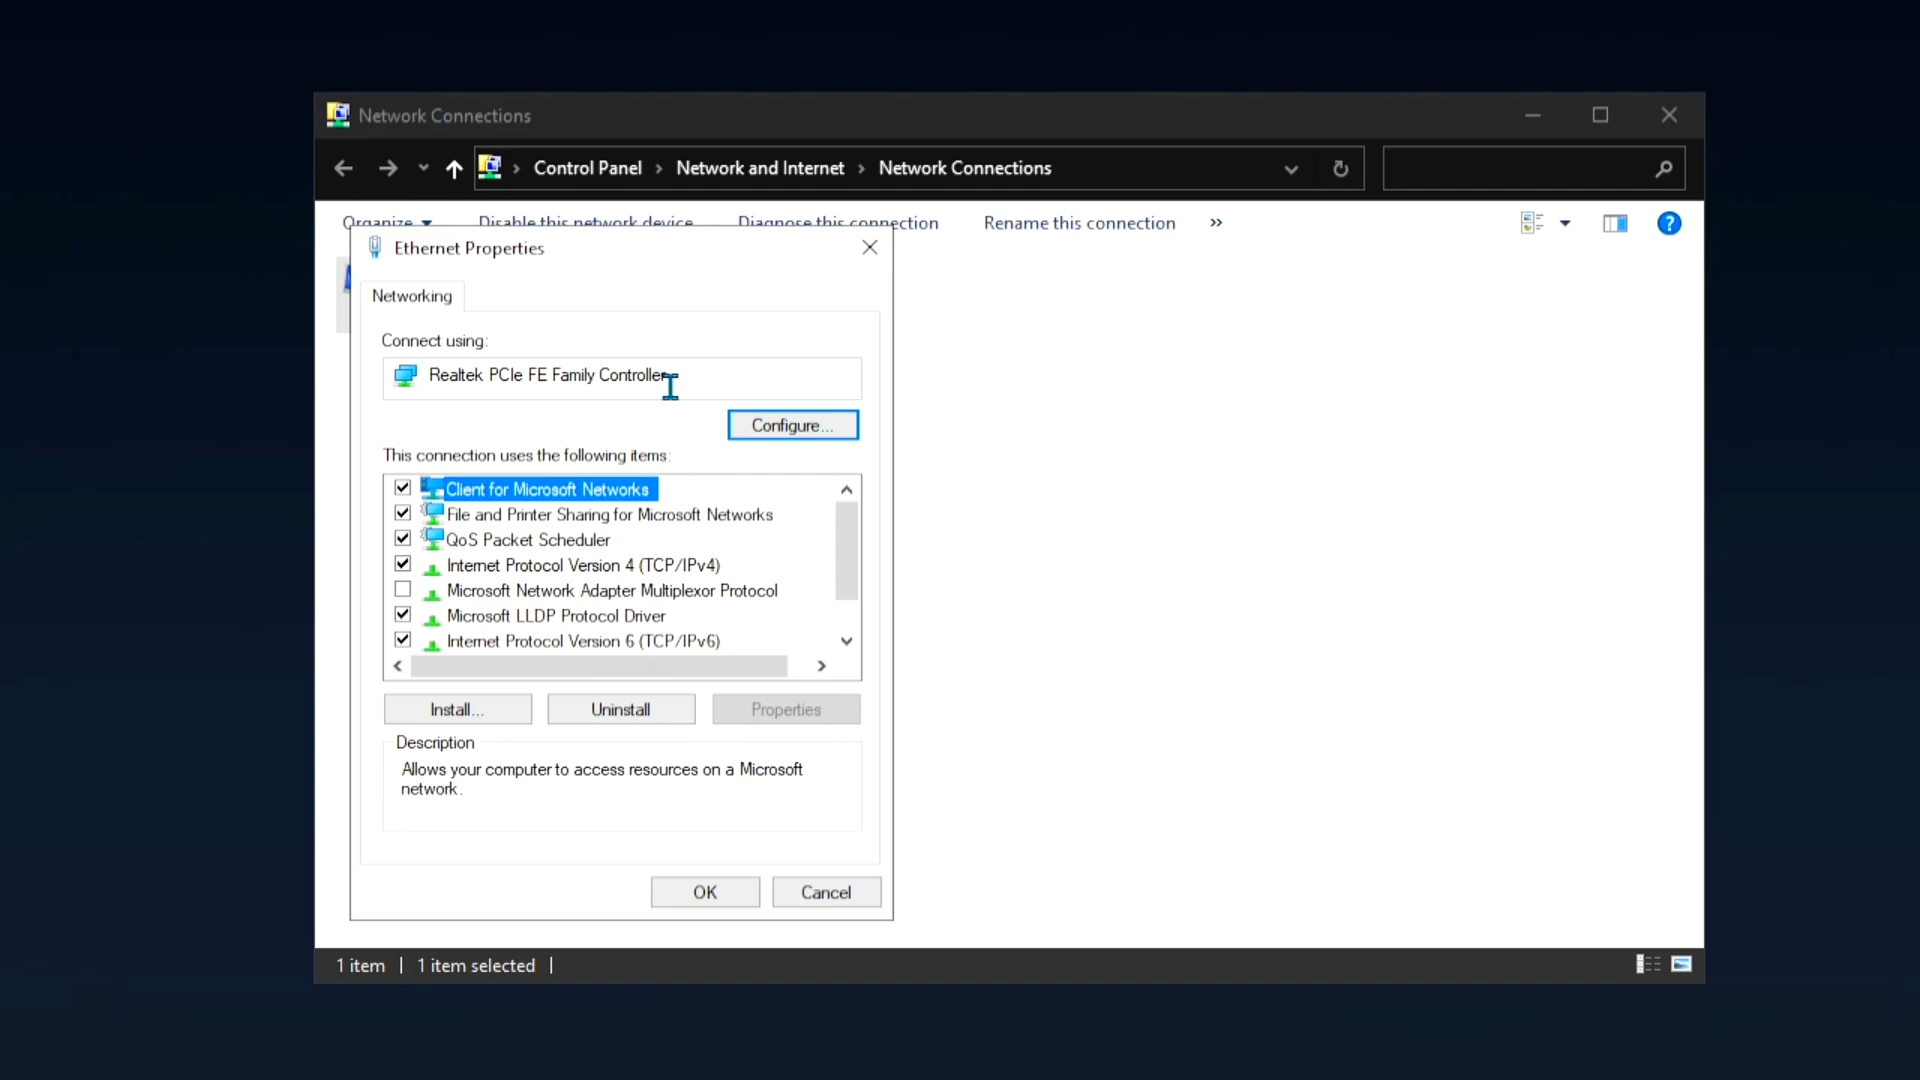 Network Connections
Control Panel > Network and Internet > Network Connections
Organize Disable this network device Diagnose this connection Rename this connection »
Ethernet Properties
Networking
Connect using:
Realtek PCIe FE Family Controller
Configure...
This connection uses the following items:
Client for Microsoft Networks
File and Printer Sharing for Microsoft Networks
QoS Packet Scheduler
Internet Protocol Version 4 (TCP/IPv4)
Microsoft Network Adapter Multiplexor Protocol
Microsoft LLDP Protocol Driver
Internet Protocol Version 6 (TCP/IPv6)
Install... Uninstall Properties
Description
Allows your computer to access resources on a Microsoft
network.
OK Cancel
1 item | 1 item selected |